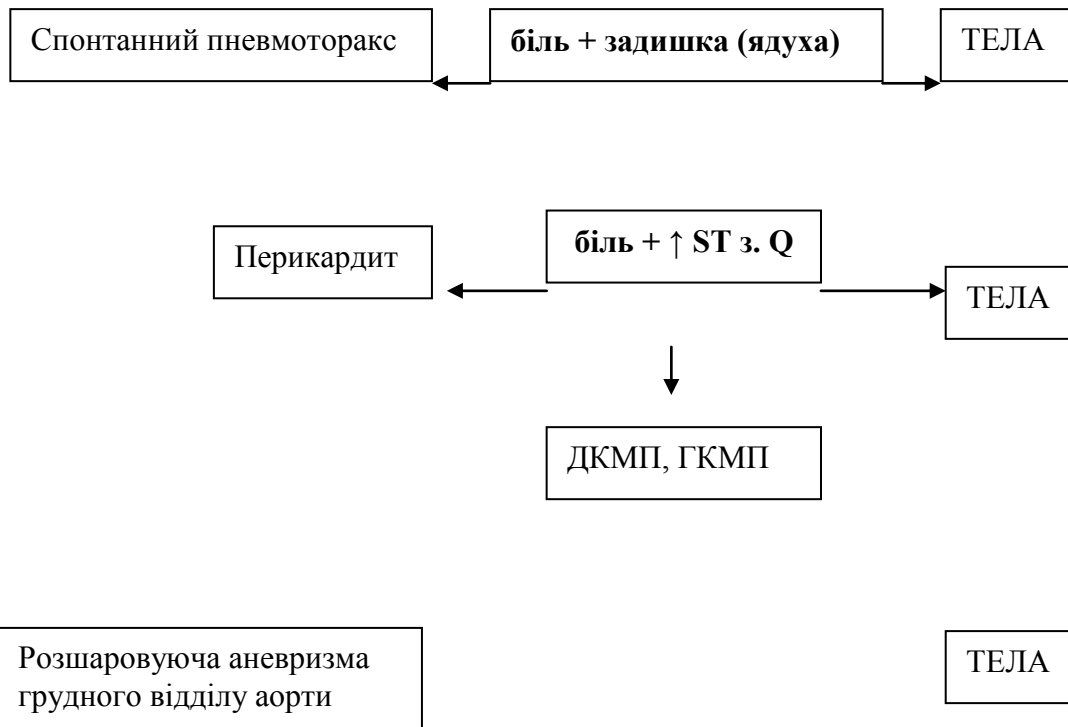 Спонтанний пневмоторакс
біль + задишка (ядуха)
ТЕЛА
Перикардит
біль + ↑ ST з. Q
ТЕЛА
ДКМП, ГКМП
Розшаровуюча аневризма
грудного відділу аорти
ТЕЛА